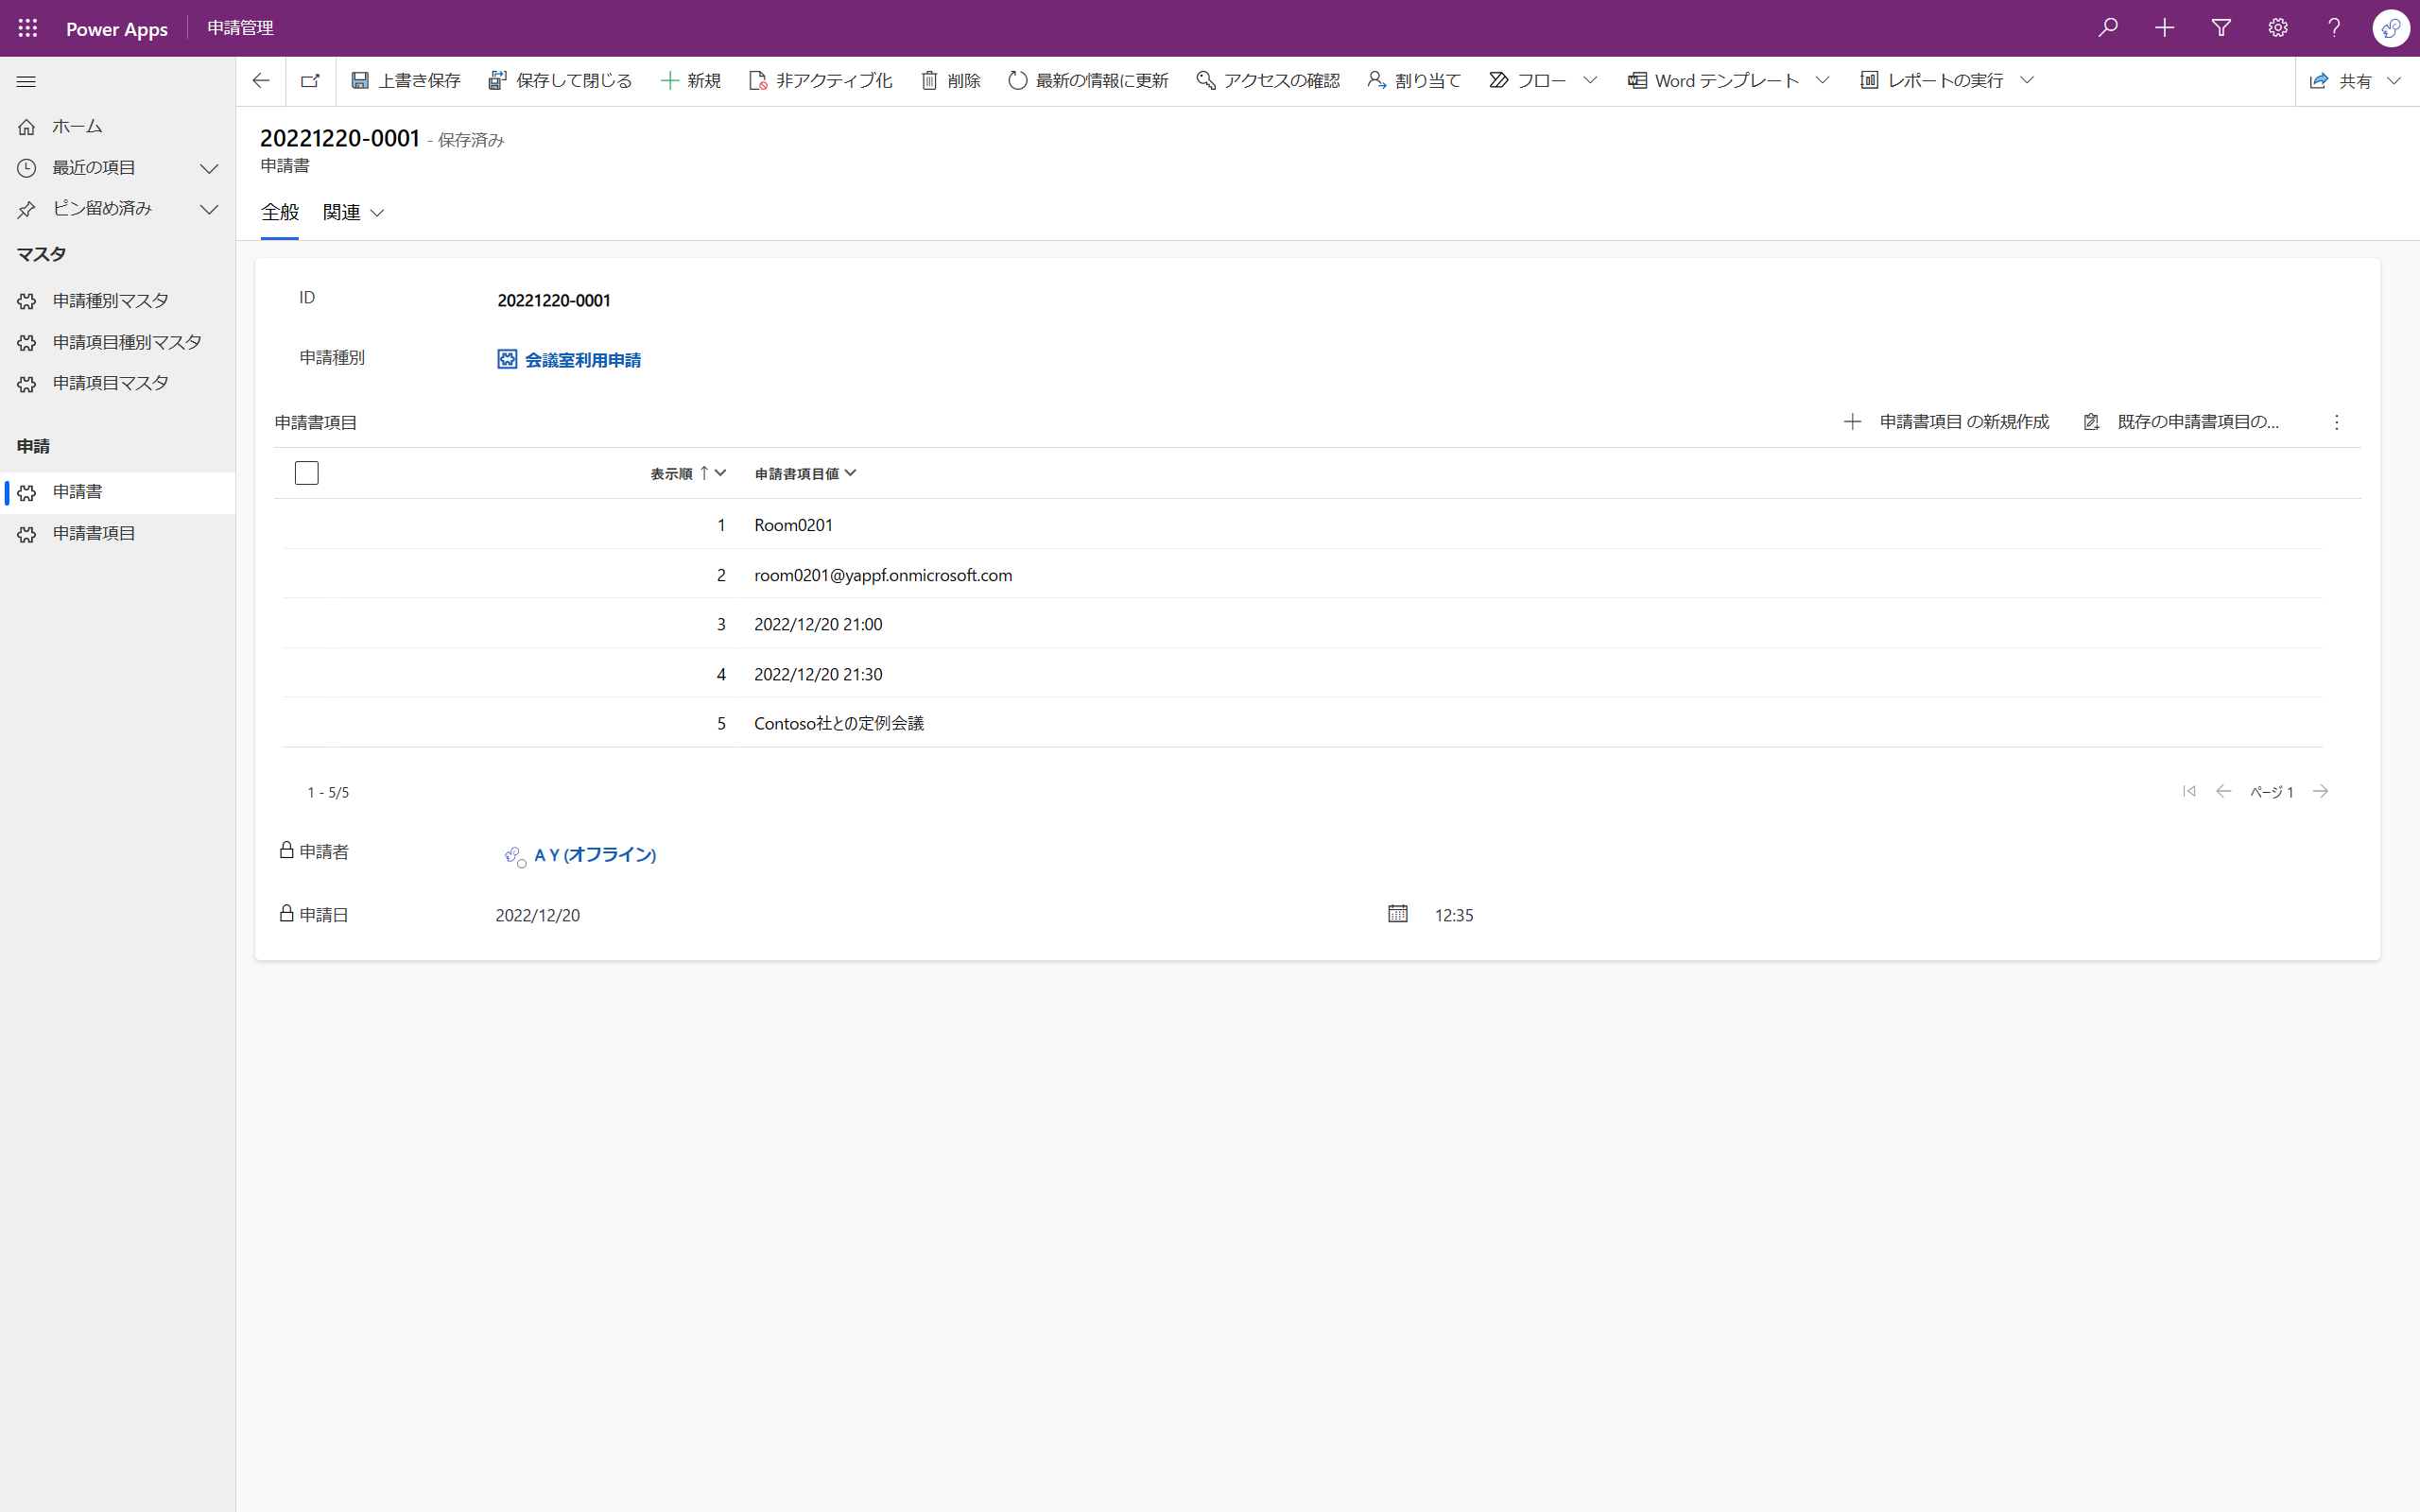 Power Apps 申請管理
上書き保存 保存して閉じる 新規 非アクティブ化 削除 最新の情報に更新 アクセスの確認 割り当て フロー Word テンプレート レポートの実行 共有
ホーム
最近の項目
ピン留め済み
マスタ
申請種別マスタ
申請項目種別マスタ
申請項目マスタ
申請
申請書
申請書項目
20221220-0001 - 保存済み
申請書
全般 関連
ID 20221220-0001
申請種別 会議室利用申請
申請書項目 申請書項目 の新規作成 既存の申請書項目の...
表示順 申請書項目値
1 Room0201
2 room0201@yappf.onmicrosoft.com
3 2022/12/20 21:00
4 2022/12/20 21:30
5 Contoso社との定例会議
1 - 5/5 ページ 1
申請者 A Y (オフライン)
申請日 2022/12/20 12:35